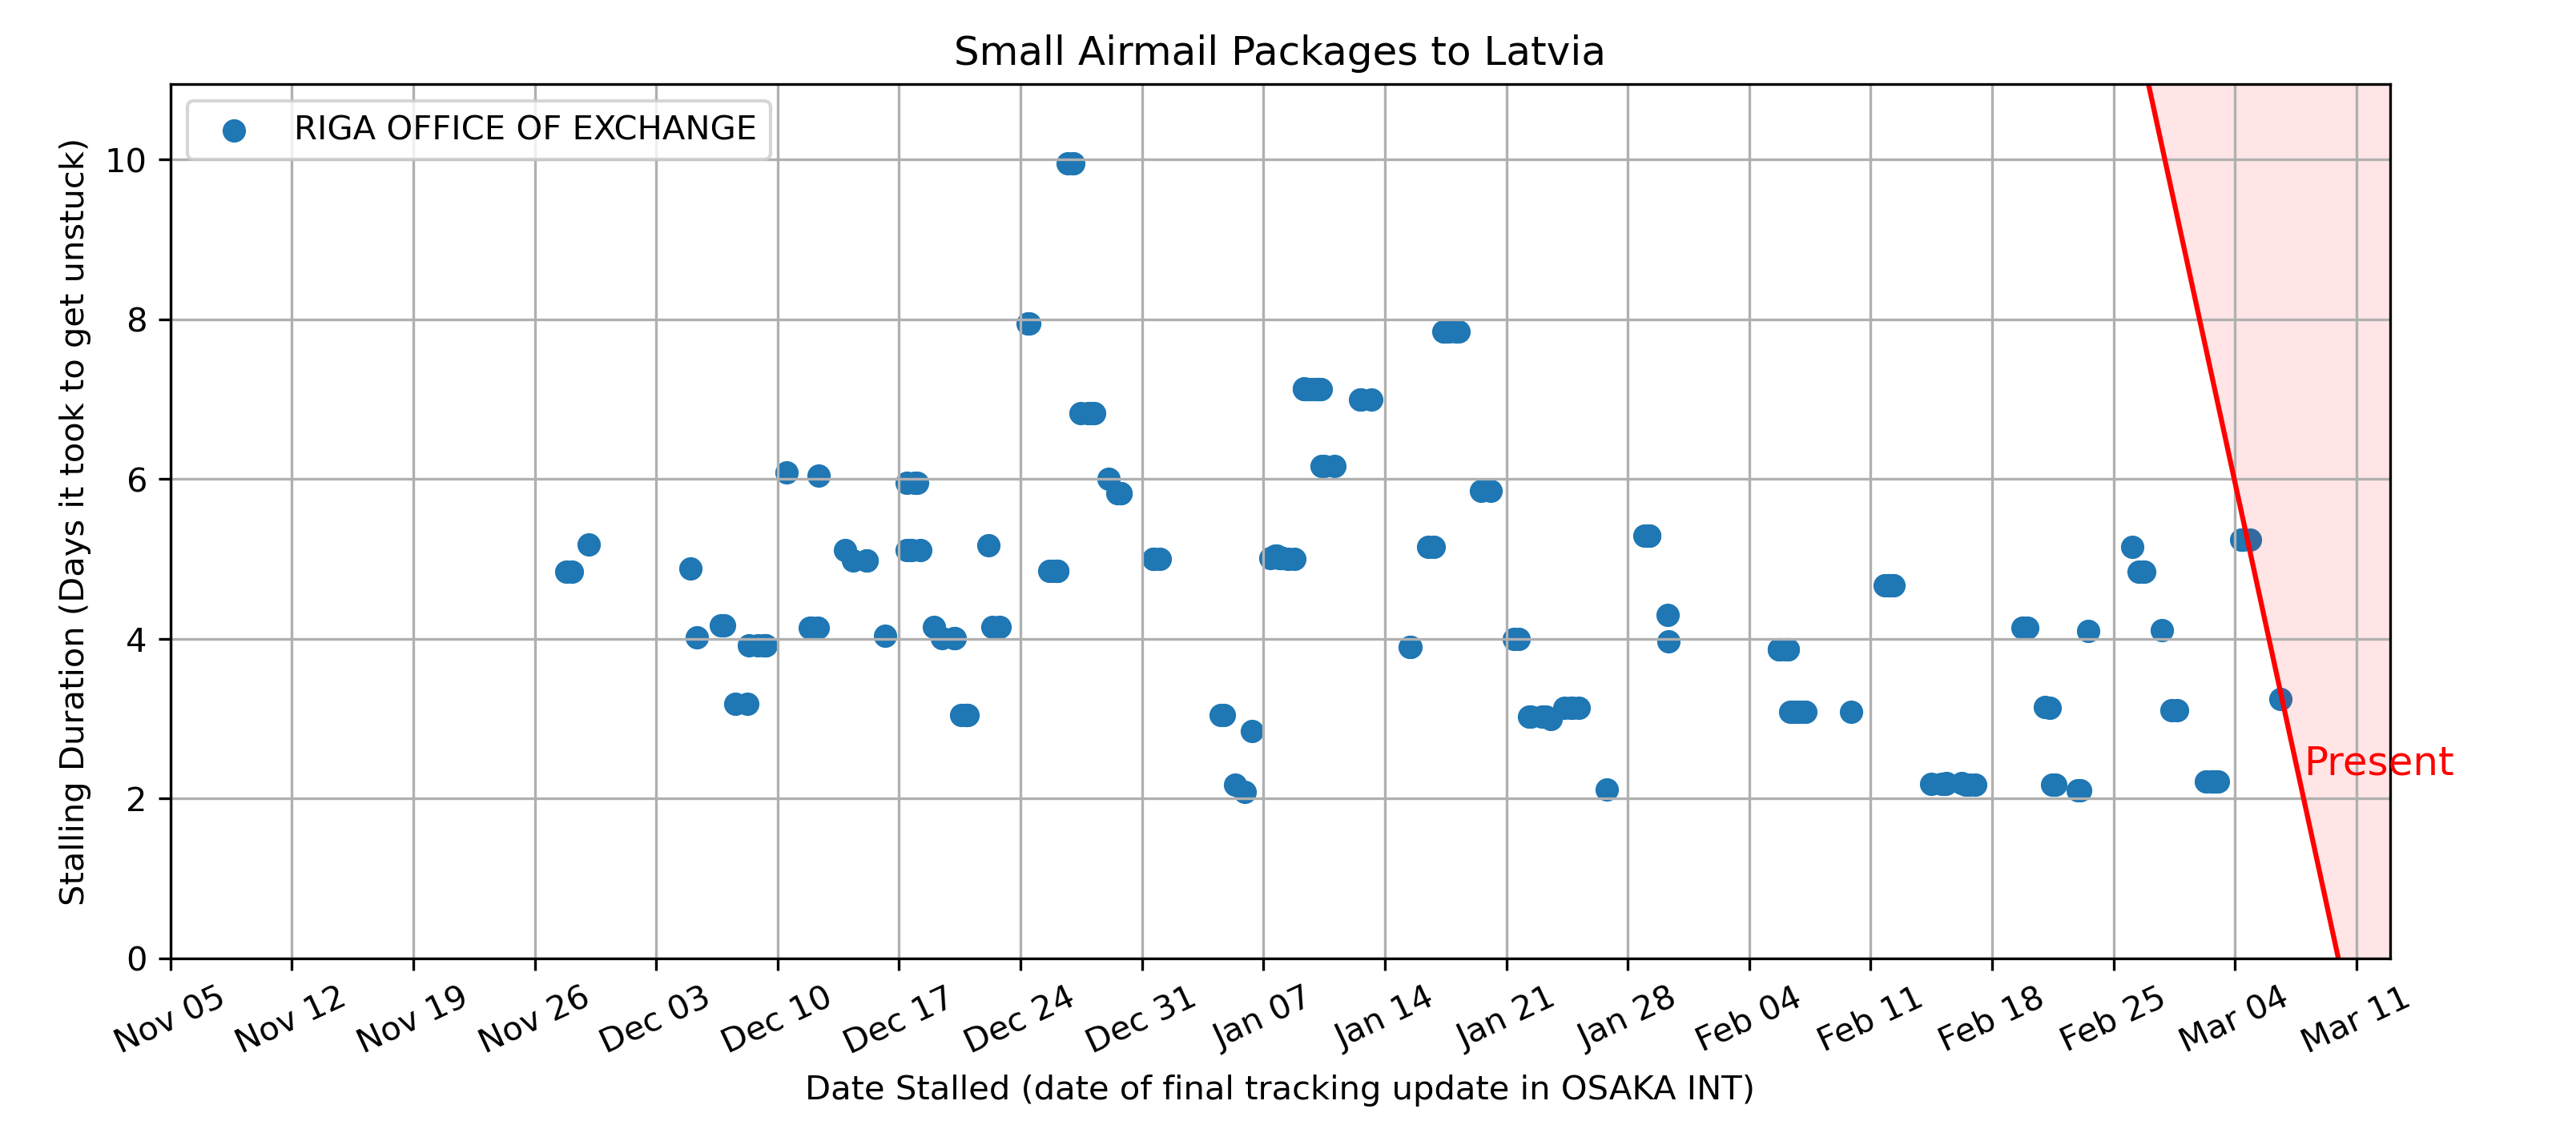 Small Airmail Packages to Latvia
RIGA OFFICE OF EXCHANGE
Stalling Duration (Days it took to get unstuck)
10
8
6
4
2
0
Present
Nov 05
Nov 12
Nov 19
Nov 26
Dec 03
Dec 10
Dec 17
Dec 24
Dec 31
Jan 07
Jan 14
Jan 21
Jan 28
Feb 04
Feb 11
Feb 18
Feb 25
Mar 04
Mar 11
Date Stalled (date of final tracking update in OSAKA INT)